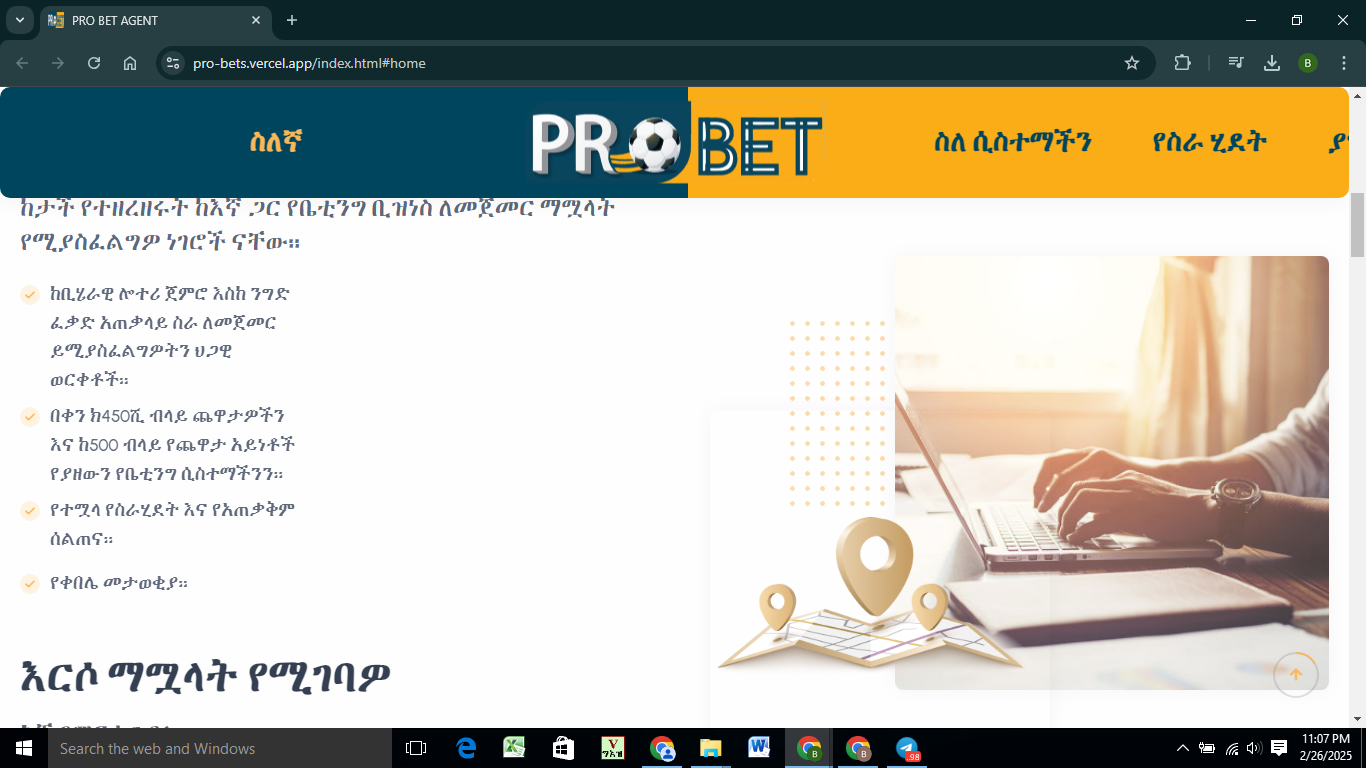 PRO BET AGENT
pro-bets.vercel.app/index.html#home
B
ስለኛ
PRO BET
ስለ ሲስተማችን
የስራ ሂደት
ከታች የተዘረዘሩት ከእኛ ጋር የቤቲንግ ቢዝነስ ለመጀመር ማሟላት
የሚያስፈልግዎ ነገሮች ናቸው።
ከቢሄራዊ ሎተሪ ጀምሮ እስከ ንግድ
ፈቃድ አጠቃላይ ስራ ለመጀመር
ይሚያስፈልግዎትን ህጋዊ
ወርቀቶች።
በቀን ከ450ሺ ብላይ ጨዋታዎችን
እና ከ500 ብላይ የጨዋታ አይነቶች
የያዘውን የቤቲንግ ሲስተማችንን።
የተሟላ የስራሂደት እና የአጠቃቅም
ሰልጠና።
የቀበሌ መታወቂያ።
እርሶ ማሟላት የሚገባዎ
Search the web and Windows
V
ግእዝ
W
B
B
.98
11:07 PM
2/26/2025